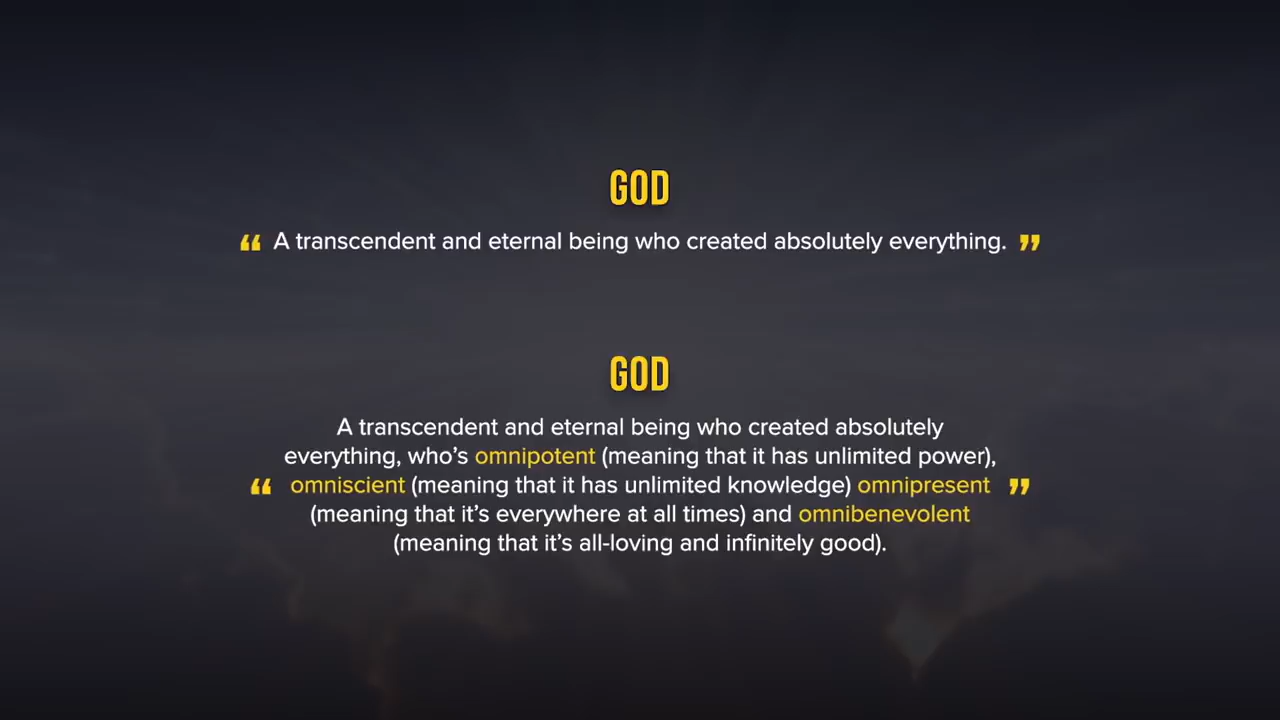 GOD
“ A transcendent and eternal being who created absolutely everything. ”
GOD
A transcendent and eternal being who created absolutely
everything, who’s omnipotent (meaning that it has unlimited power),
“ omniscient (meaning that it has unlimited knowledge) omnipresent ”
(meaning that it’s everywhere at all times) and omnibenevolent
(meaning that it’s all-loving and infinitely good).